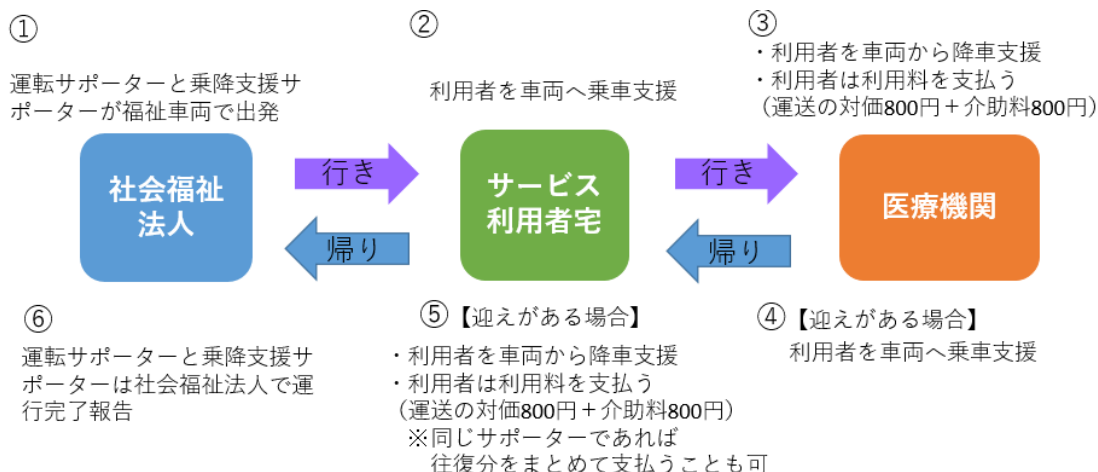 ①
運転サポーターと乗降支援サ
ポーターが福祉車両で出発
②
利用者を車両へ乗車支援
③
・利用者を車両から降車支援
・利用者は利用料を支払う
（運送の対価800円＋介助料800円）
社会福祉
法人
行き
帰り
サービス
利用者宅
行き
帰り
医療機関
④【迎えがある場合】
利用者を車両へ乗車支援
⑤【迎えがある場合】
・利用者を車両から降車支援
・利用者は利用料を支払う
（運送の対価800円＋介助料800円）
※同じサポーターであれば
往復分をまとめて支払うことも可
⑥
運転サポーターと乗降支援サ
ポーターは社会福祉法人で運
行完了報告